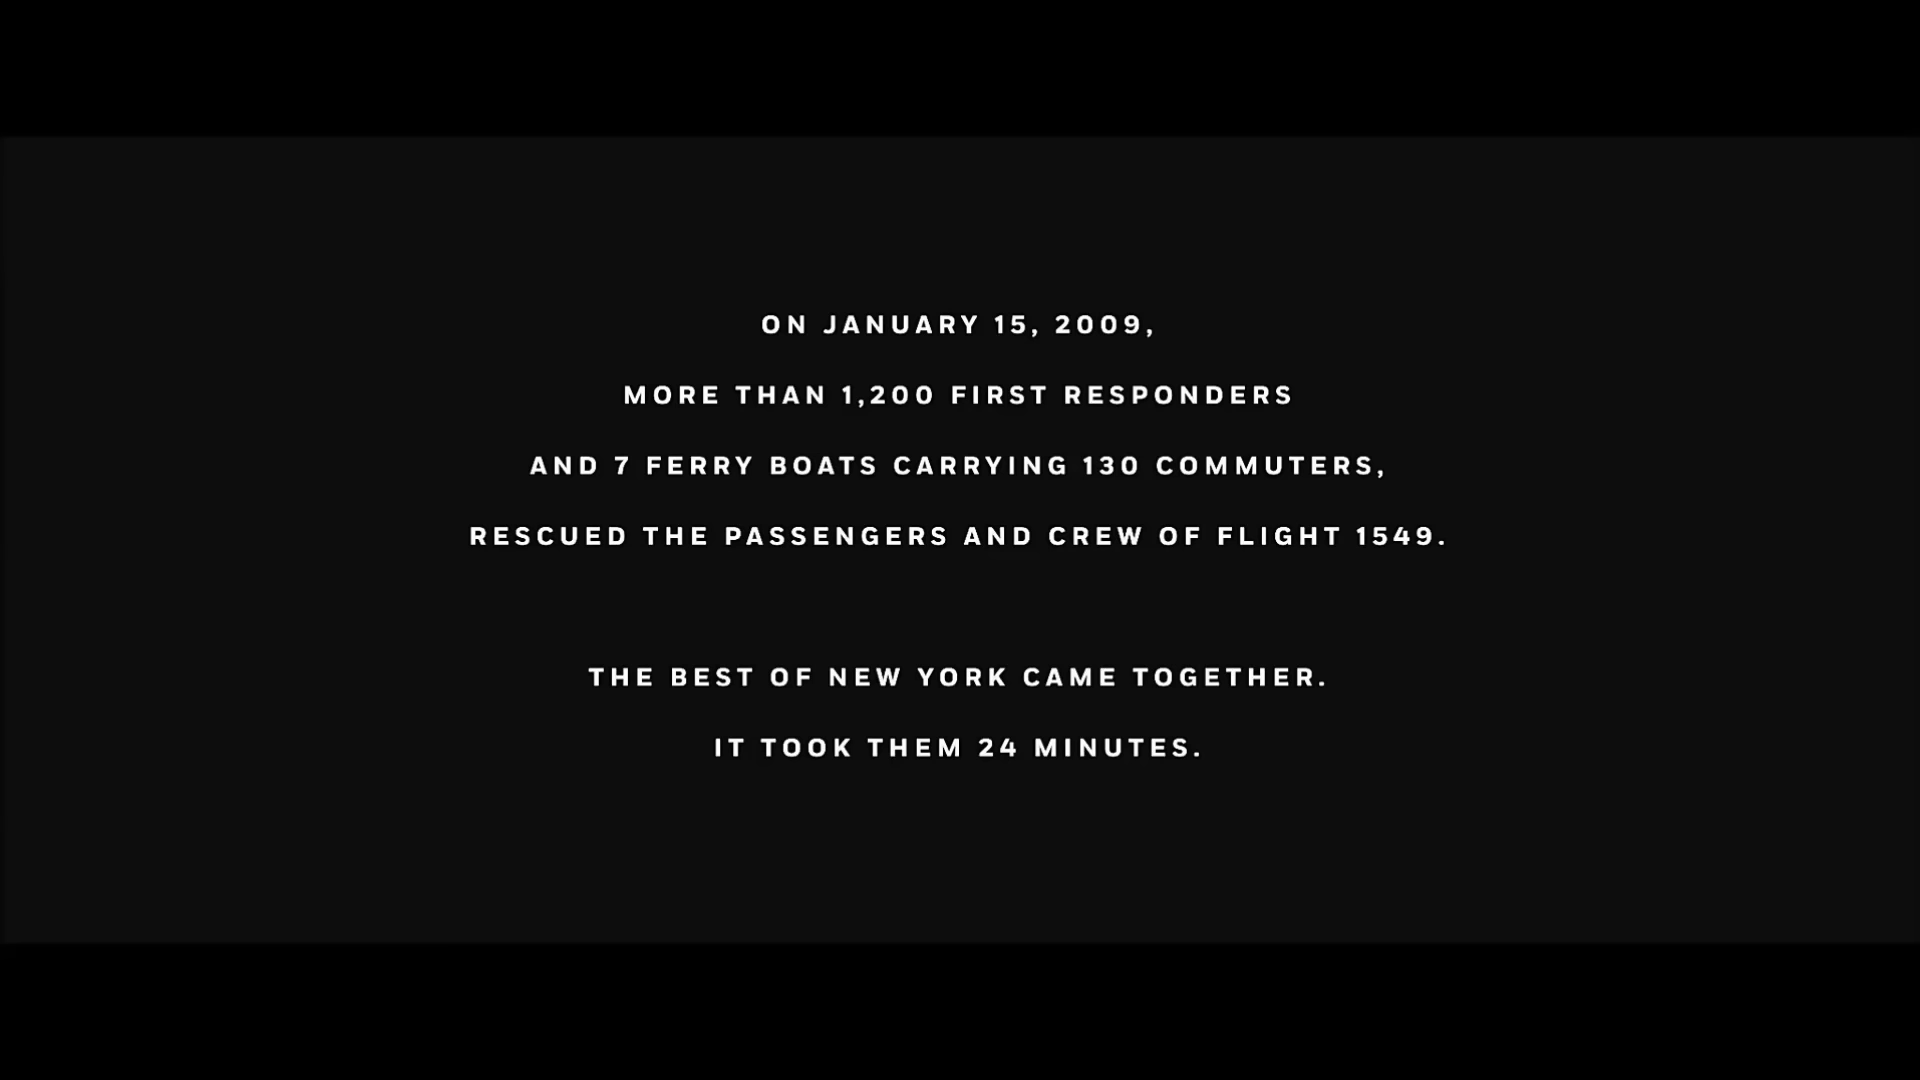 ON JANUARY 15, 2009,
MORE THAN 1,200 FIRST RESPONDERS
AND 7 FERRY BOATS CARRYING 130 COMMUTERS,
RESCUED THE PASSENGERS AND CREW OF FLIGHT 1549.
THE BEST OF NEW YORK CAME TOGETHER.
IT TOOK THEM 24 MINUTES.